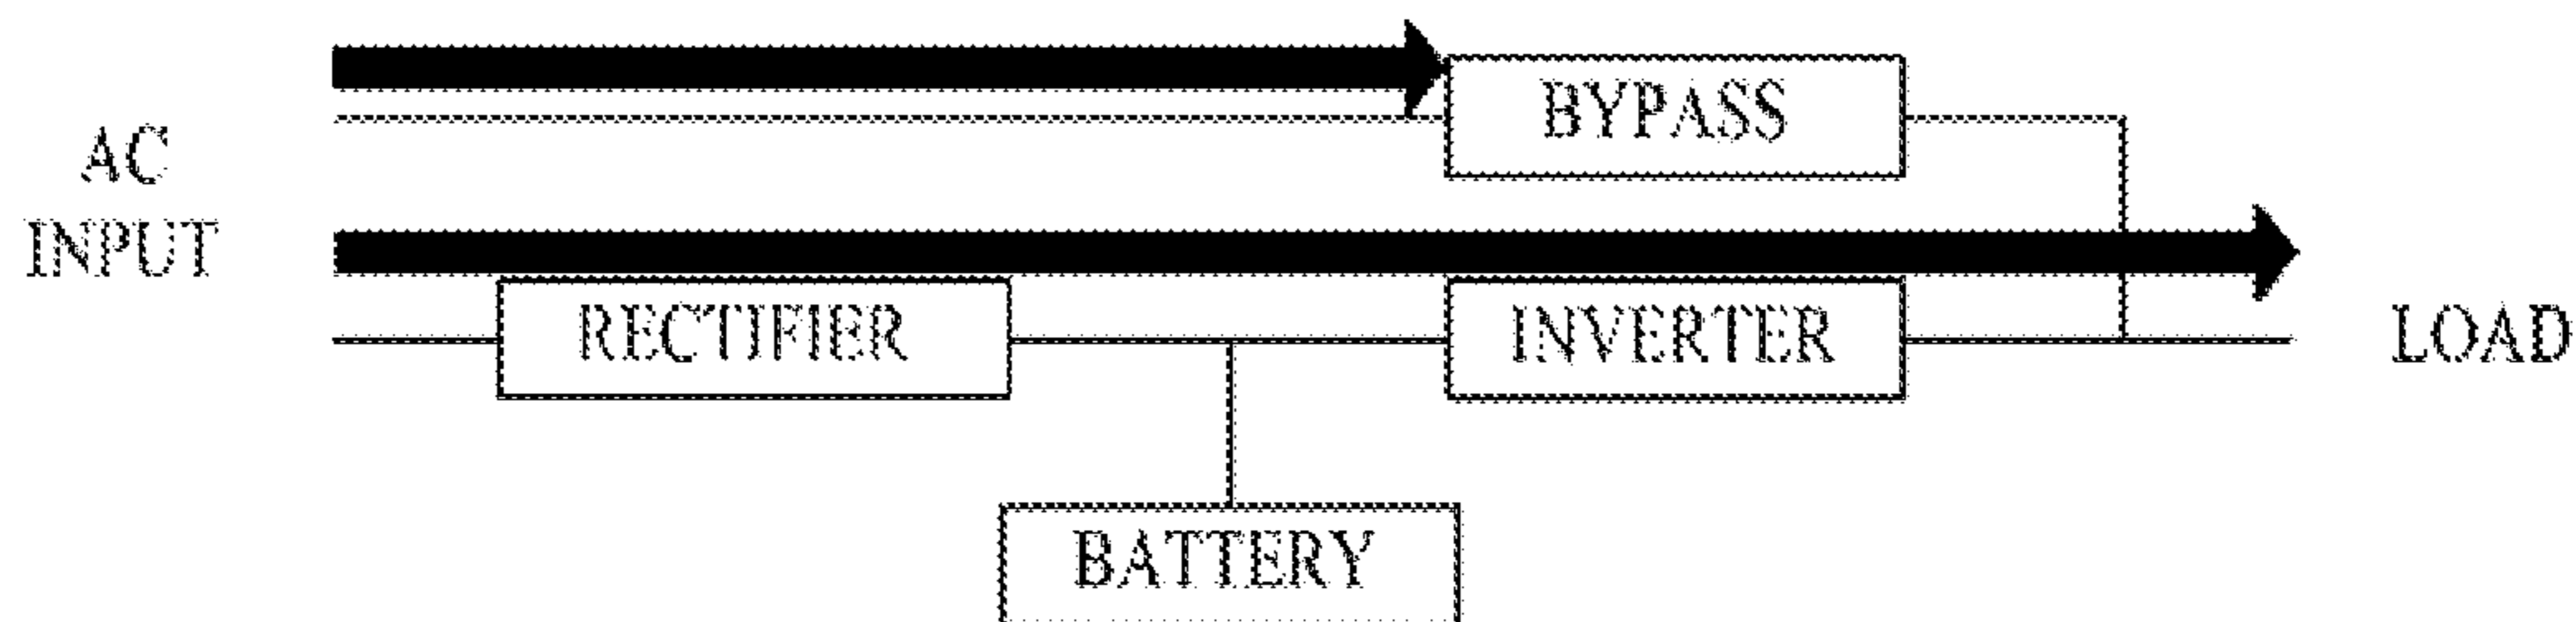 BYPASS
AC
INPUT
RECTIFIER
INVERTER
LOAD
BATTERY